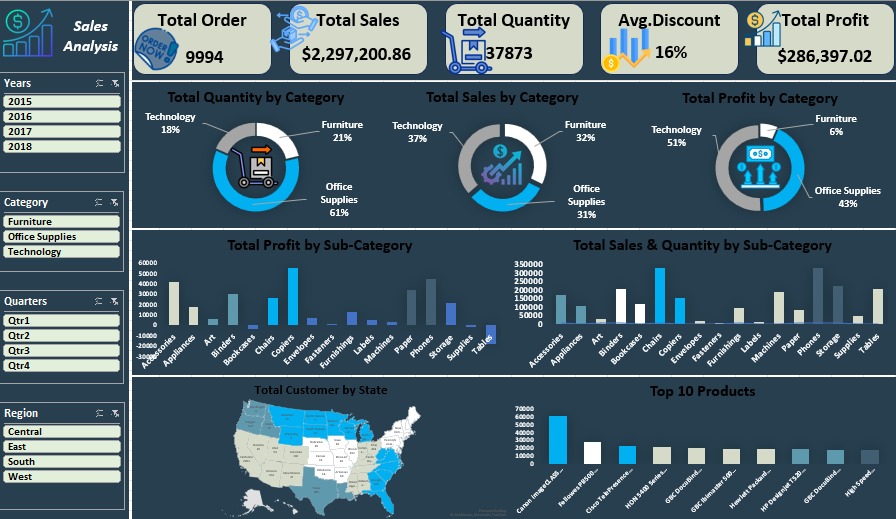 Sales
Analysis
Total Order
9994
ORDER
NOW!
Total Sales
$2,297,200.86
Total Quantity
37873
Avg.Discount
16%
Total Profit
$286,397.02
Years
2015
2016
2017
2018
Category
Furniture
Office Supplies
Technology
Quarters
Qtr1
Qtr2
Qtr3
Qtr4
Region
Central
East
South
West
Total Quantity by Category
Technology
18%
Furniture
21%
Office
Supplies
61%
Total Sales by Category
Technology
37%
Furniture
32%
Office
Supplies
31%
Total Profit by Category
Technology
51%
Furniture
6%
Office Supplies
43%
Total Profit by Sub-Category
60000
50000
40000
30000
20000
10000
0
-10000
-20000
-30000
Accessories
Appliances
Art
Binders
Bookcases
Chairs
Copiers
Envelopes
Fasteners
Furnishings
Labels
Machines
Paper
Phones
Storage
Supplies
Tables
Total Sales & Quantity by Sub-Category
350000
300000
250000
200000
150000
100000
50000
0
Accessories
Appliances
Art
Binders
Bookcases
Chairs
Copiers
Envelopes
Fasteners
Furnishings
Labels
Machines
Paper
Phones
Storage
Supplies
Tables
Total Customer by State
Top 10 Products
70000
60000
50000
40000
30000
20000
10000
0
Canon imageCLASS...
Fellowes PB500...
Cisco TelePresence...
HON 5400 Series...
GBC DocuBind...
GBC Ibimaster 500...
Hewlett Packard...
HP Designjet T520...
GBC DocuBind...
High Speed...